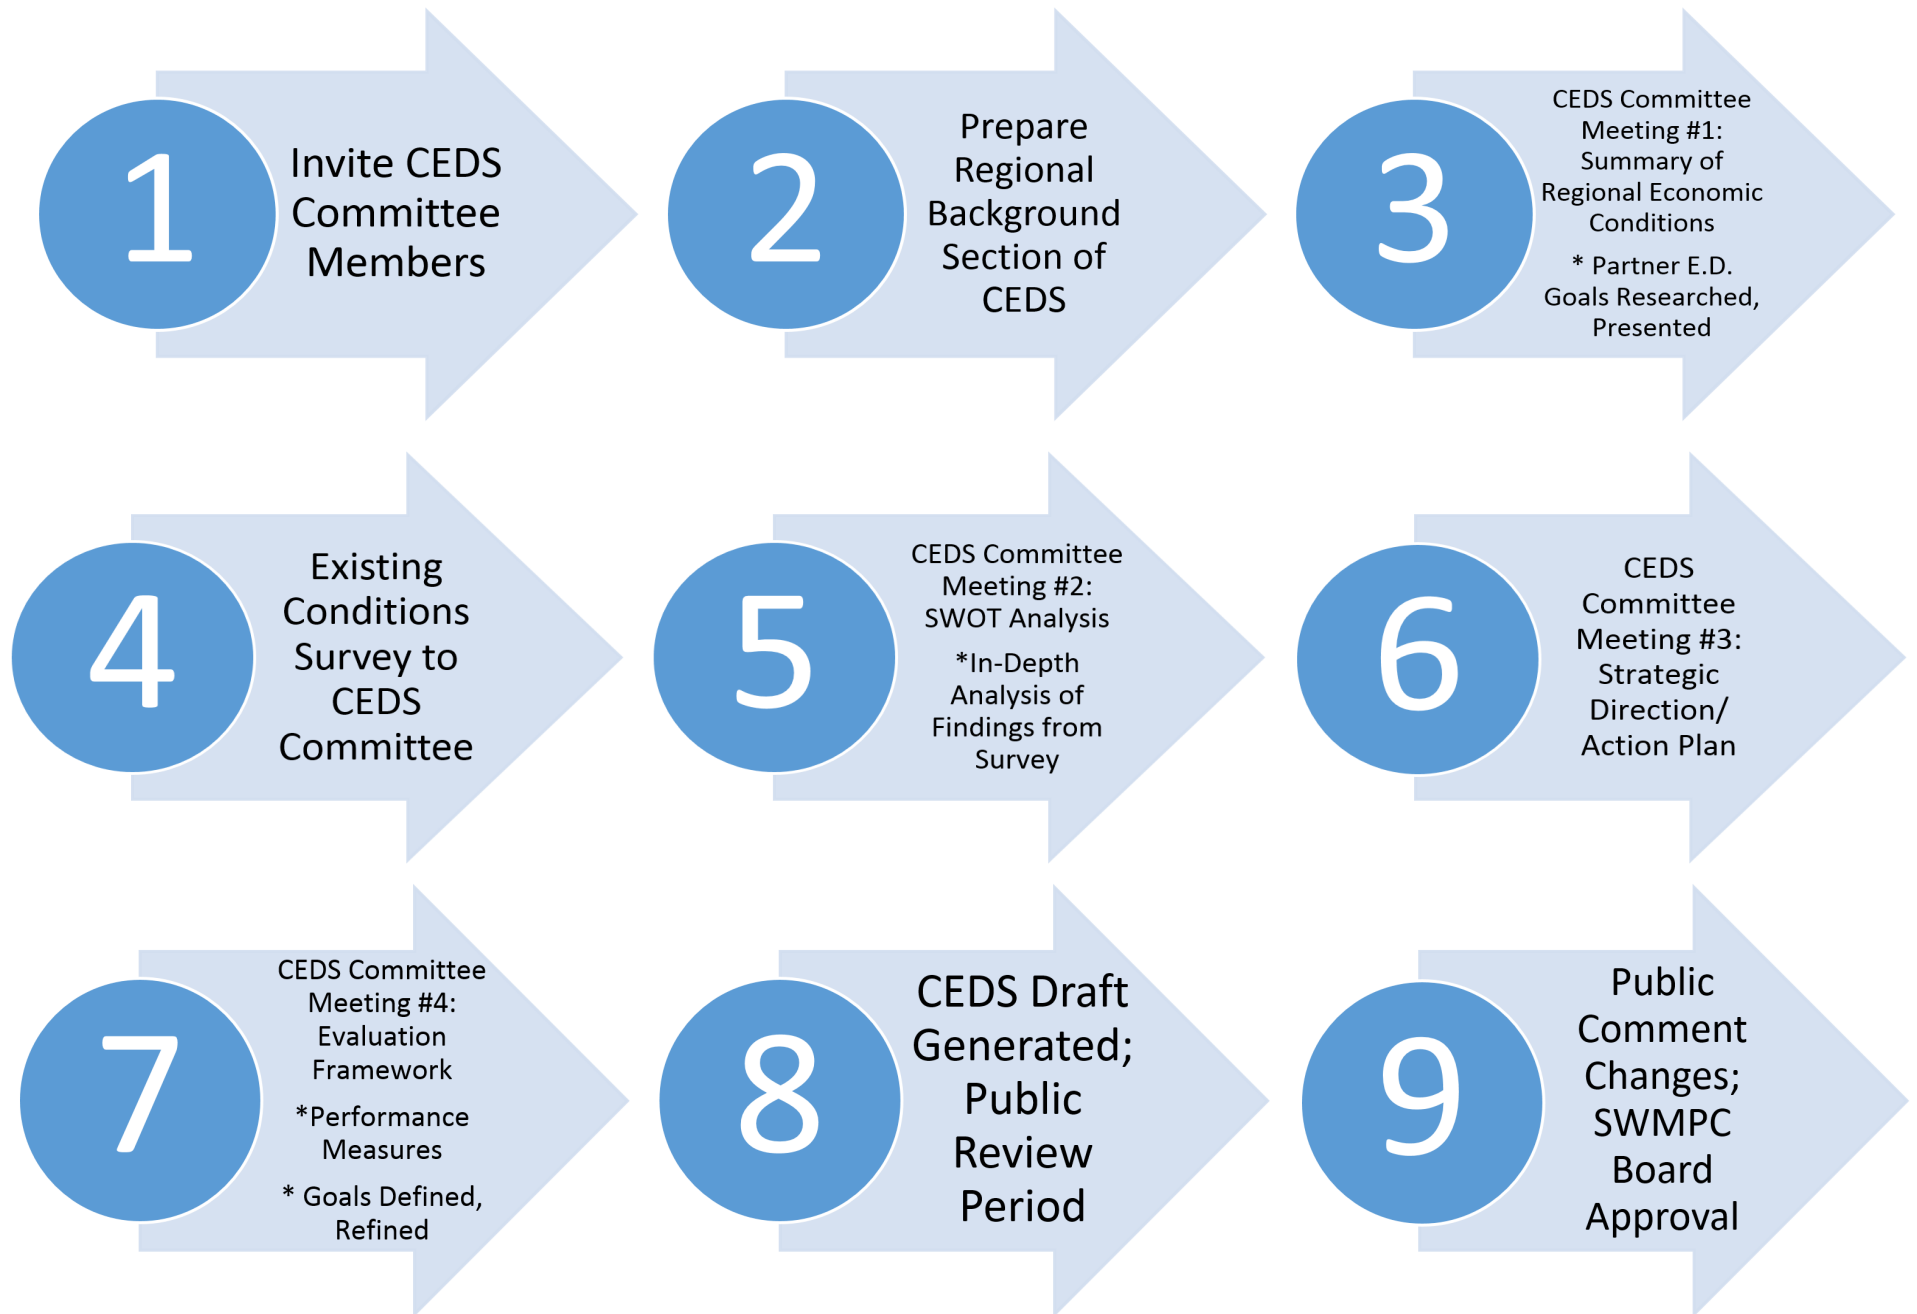 1
Invite CEDS
Committee
Members
2
Prepare
Regional
Background
Section of
CEDS
3
CEDS Committee
Meeting #1:
Summary of
Regional Economic
Conditions
* Partner E.D.
Goals Researched,
Presented
4
Existing
Conditions
Survey to
CEDS
Committee
5
CEDS Committee
Meeting #2:
SWOT Analysis
*In-Depth
Analysis of
Findings from
Survey
6
CEDS
Committee
Meeting #3:
Strategic
Direction/
Action Plan
7
CEDS Committee
Meeting #4:
Evaluation
Framework
*Performance
Measures
* Goals Defined,
Refined
8
CEDS Draft
Generated;
Public
Review
Period
9
Public
Comment
Changes;
SWMPC
Board
Approval